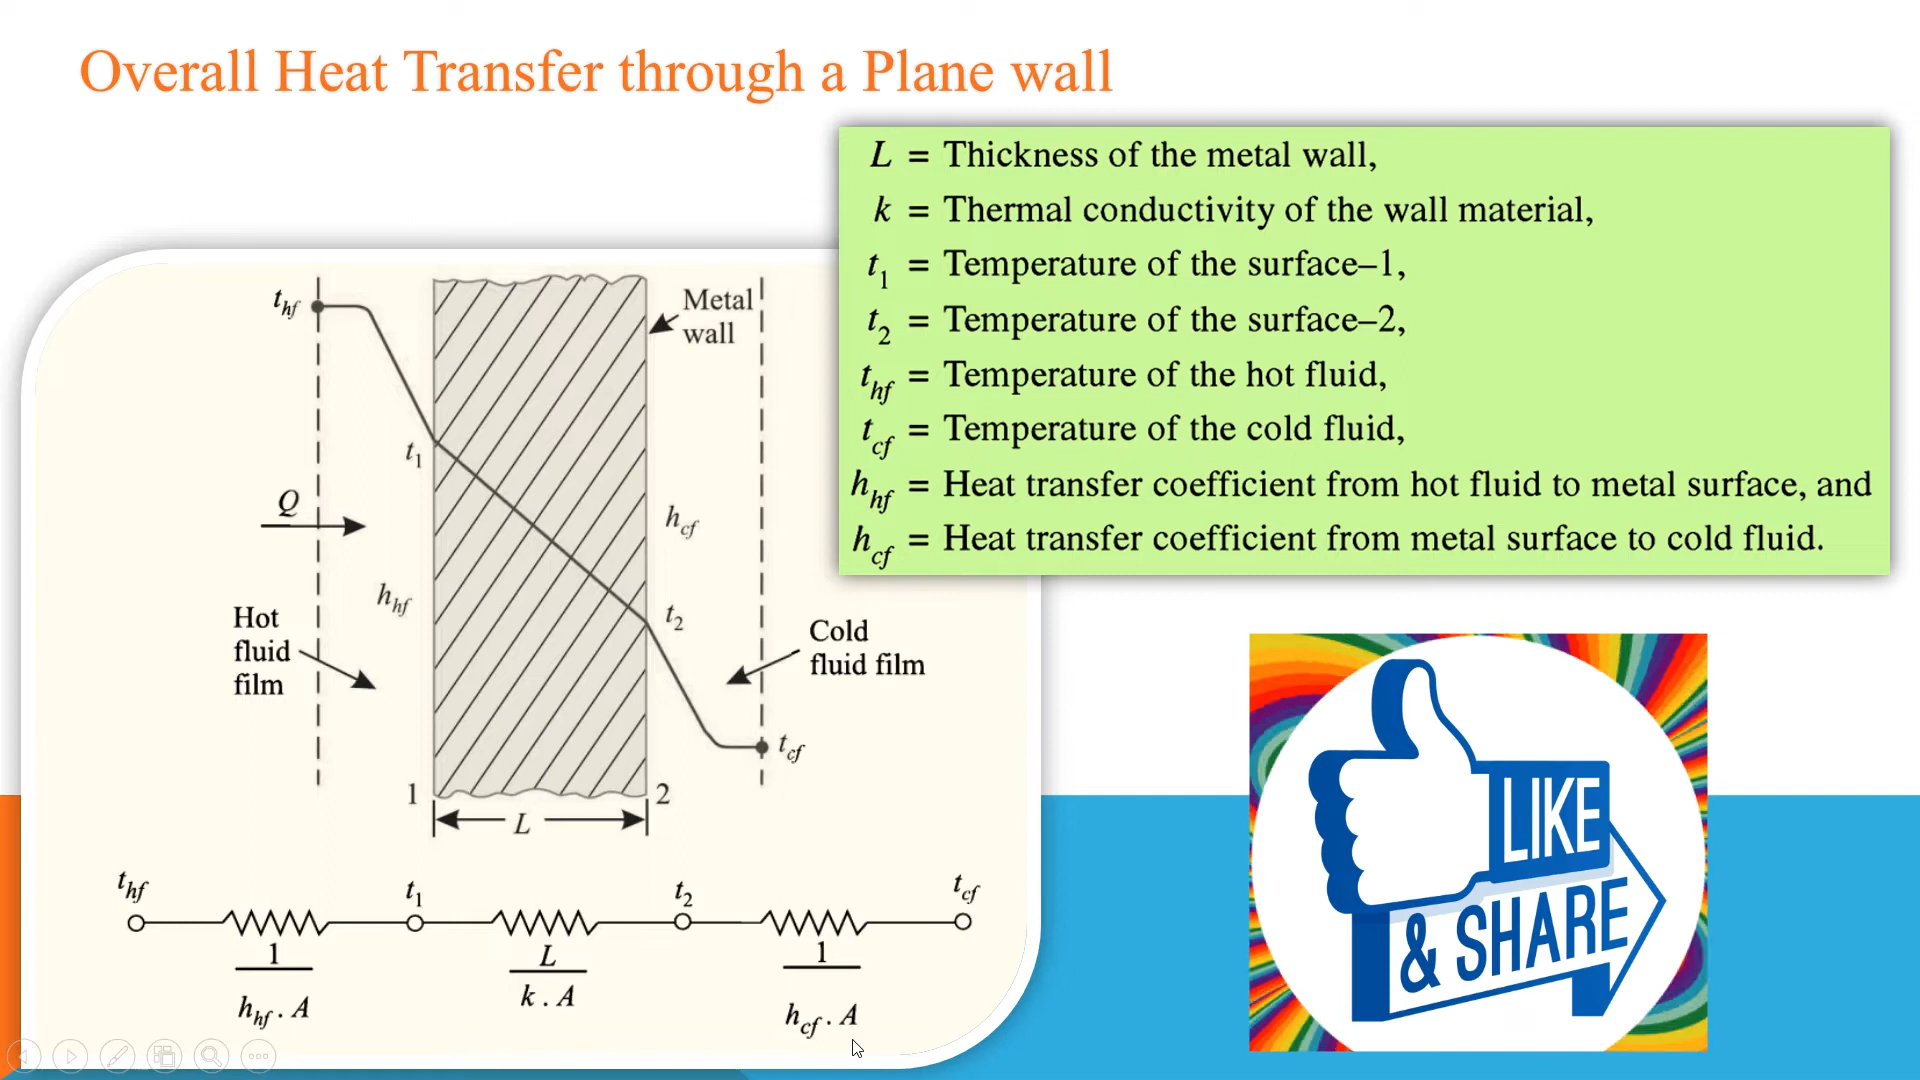 Overall Heat Transfer through a Plane wall
L = Thickness of the metal wall,
k = Thermal conductivity of the wall material,
t1 = Temperature of the surface–1,
t2 = Temperature of the surface–2,
thf = Temperature of the hot fluid,
tcf = Temperature of the cold fluid,
hhf = Heat transfer coefficient from hot fluid to metal surface, and
hcf = Heat transfer coefficient from metal surface to cold fluid.
thf
Metal
wall
t1
Q
hcf
hhf
t2
Hot
fluid
film
Cold
fluid film
tcf
1
2
L
thf
t1
t2
tcf
1
hhf . A
L
k . A
1
hcf . A
LIKE
& SHARE